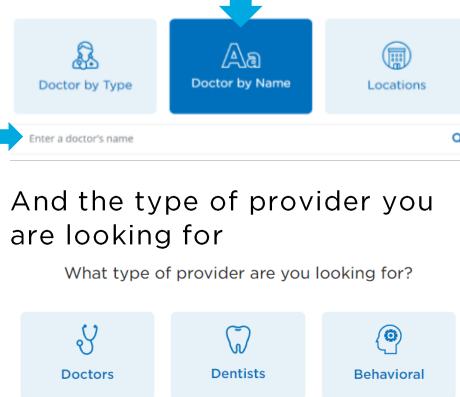 Aa
Doctor by Type
Doctor by Name
Locations
Enter a doctor's name
And the type of provider you
are looking for
What type of provider are you looking for?
Doctors
Dentists
Behavioral